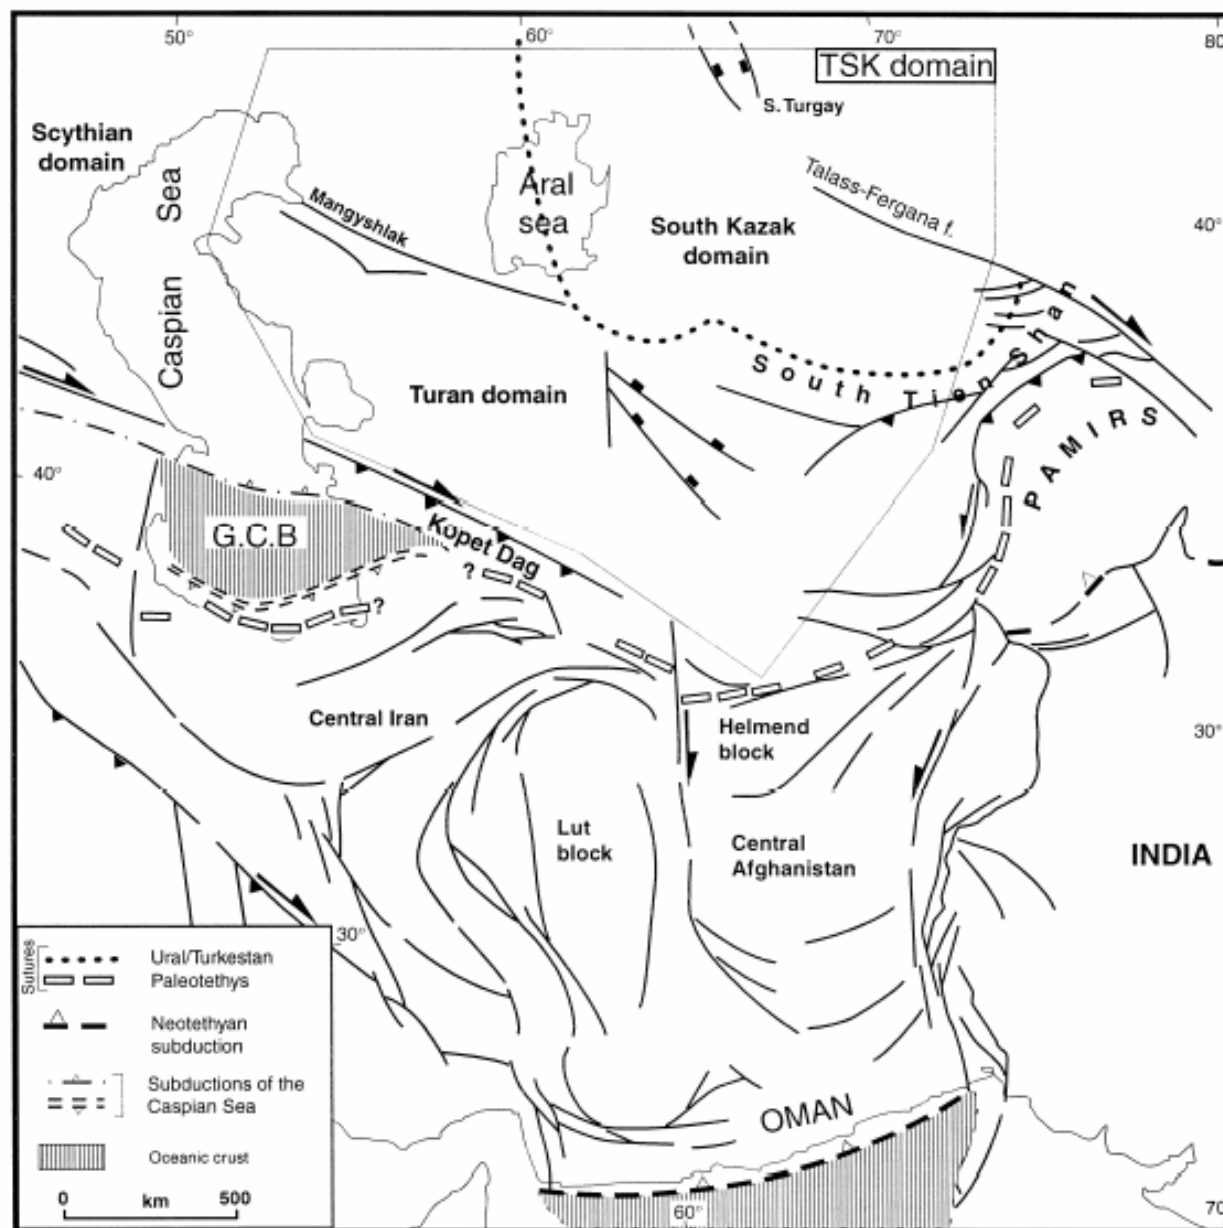 50°
60°
70°
80
TSK domain
S. Turgay
Scythian
domain
Caspian Sea
Mangyshlak
Aral
sea
South Kazak
domain
Talass-Fergana f.
40°
South Tien Shan
Turan domain
PAMIRS
40°
G.C.B
Kopet Dag
?
?
Central Iran
Helmend
block
30°
Lut
block
Central
Afghanistan
INDIA
30°
Sutures
Ural/Turkestan
Paleotethys
Neotethyan
subduction
Subductions of the
Caspian Sea
Oceanic crust
0 km 500
OMAN
60°
70